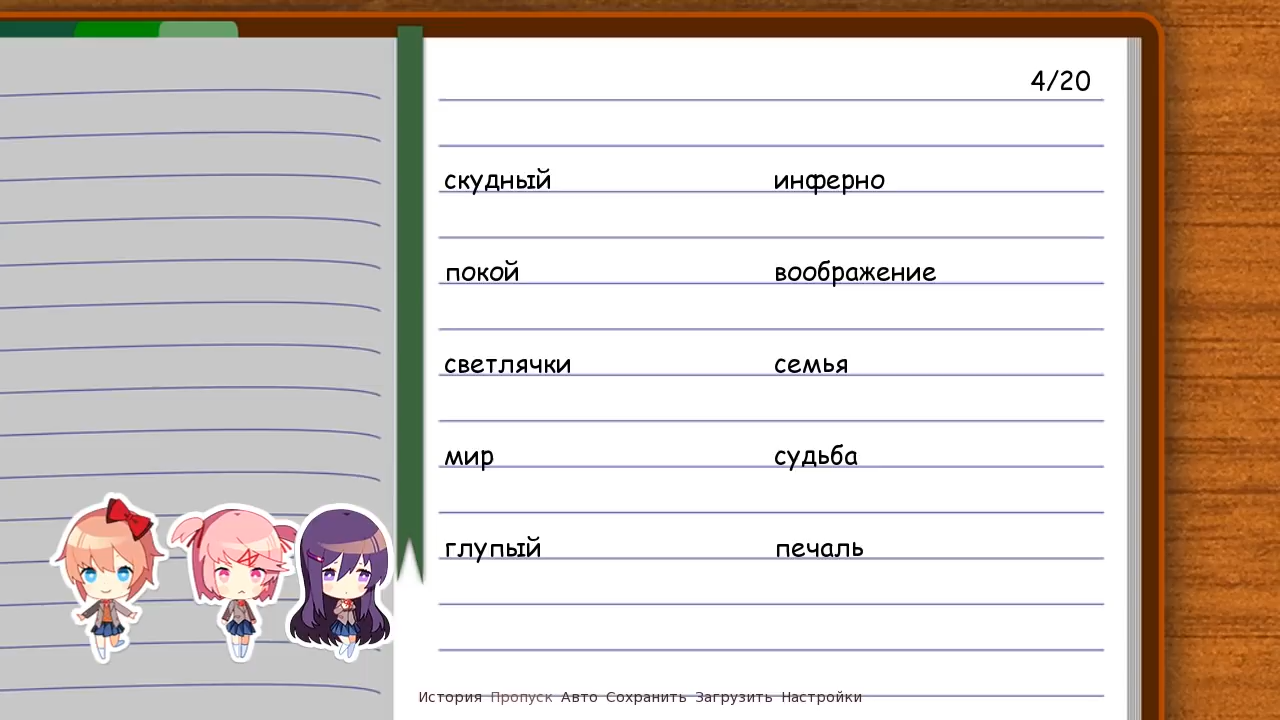 4/20
скудный инферно
покой воображение
светлячки семья
мир судьба
глупый печаль
История Пропуск Авто Сохранить Загрузить Настройки